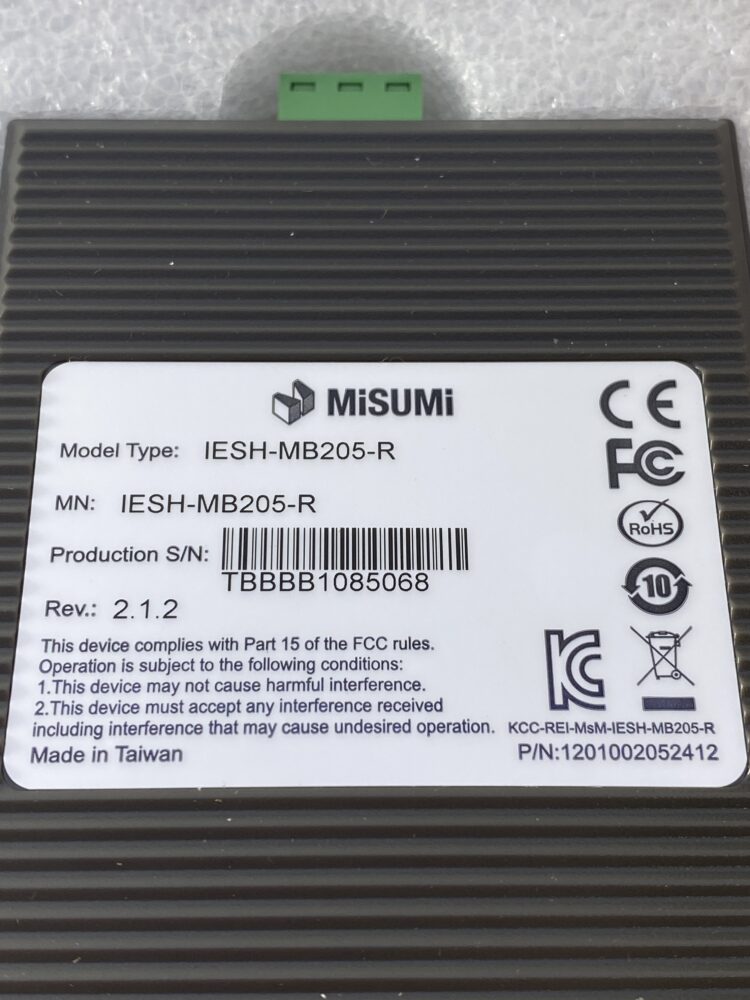 MiSUMi
CE
Model Type: IESH-MB205-R
FC
MN: IESH-MB205-R
RoHS
Production S/N:
TBBBB1085068
10
Rev.: 2.1.2
This device complies with Part 15 of the FCC rules.
Operation is subject to the following conditions:
1.This device may not cause harmful interference.
2.This device must accept any interference received
including interference that may cause undesired operation.
KC
KCC-REI-MsM-IESH-MB205-R
Made in Taiwan
P/N:1201002052412